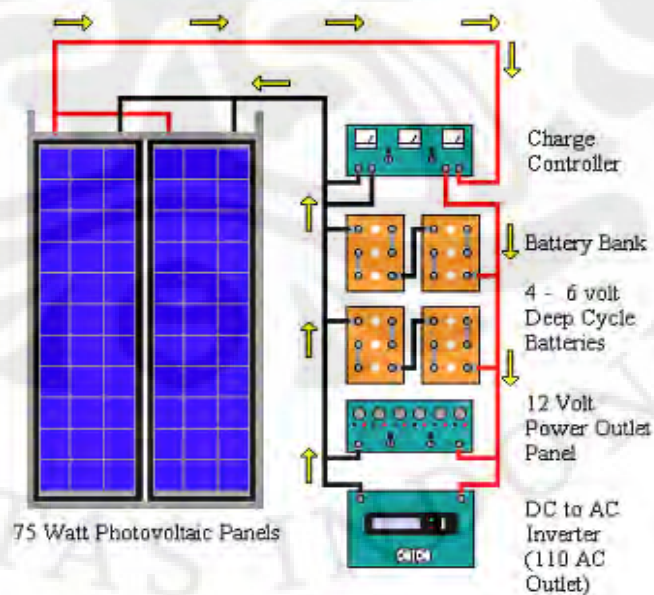 Charge
Controller
Battery Bank
4 - 6 volt
Deep Cycle
Batteries
12 Volt
Power Outlet
Panel
75 Watt Photovoltaic Panels
DC to AC
Inverter
(110 AC
Outlet)